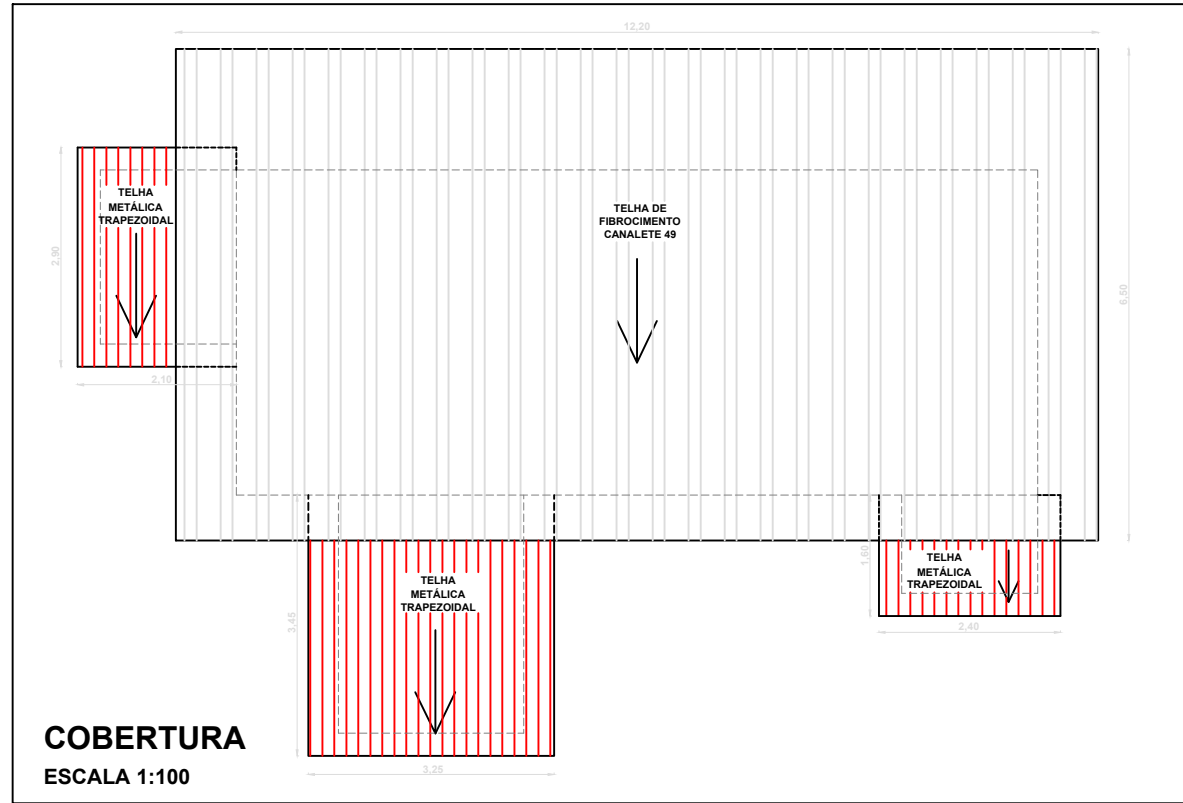 12,20
TELHA
METÁLICA
TRAPEZOIDAL
TELHA DE
FIBROCIMENTO
CANALETE 49
2,90
6,50
2,10
TELHA
METÁLICA
TRAPEZOIDAL
1,60
TELHA
METÁLICA
TRAPEZOIDAL
3,45
2,40
3,25
COBERTURA
ESCALA 1:100